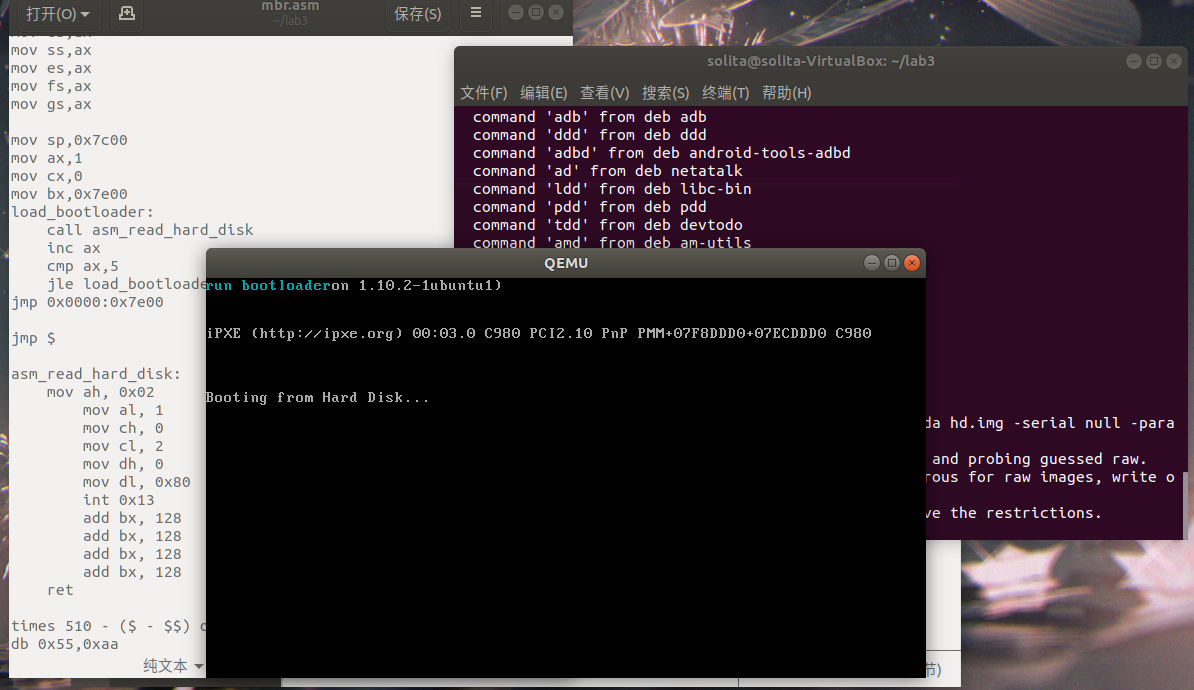 打开(O)
mbr.asm
~/lab3
保存(S)
mov ss,ax
mov es,ax
mov fs,ax
mov gs,ax
mov sp,0x7c00
mov ax,1
mov cx,0
mov bx,0x7e00
load_bootloader:
call asm_read_hard_disk
inc ax
cmp ax,5
jle load_bootloade
jmp 0x0000:0x7e00
jmp $
asm_read_hard_disk:
mov ah, 0x02
mov al, 1
mov ch, 0
mov cl, 2
mov dh, 0
mov dl, 0x80
int 0x13
add bx, 128
add bx, 128
add bx, 128
add bx, 128
ret
times 510 - ($ - $$)
db 0x55,0xaa
纯文本
solita@solita-VirtualBox: ~/lab3
文件(F) 编辑(E) 查看(V) 搜索(S) 终端(T) 帮助(H)
command 'adb' from deb adb
command 'ddd' from deb ddd
command 'adbd' from deb android-tools-adbd
command 'ad' from deb netatalk
command 'ldd' from deb libc-bin
command 'pdd' from deb pdd
command 'tdd' from deb devtodo
command 'amd' from deb am-utils
da hd.img -serial null -para
and probing guessed raw.
rous for raw images, write o
ve the restrictions.
QEMU
run bootloaderon 1.10.2-1ubuntu1)
iPXE (http://ipxe.org) 00:03.0 C980 PCI2.10 PnP PMM+07F8DDD0+07ECDDD0 C980
Booting from Hard Disk...
节)